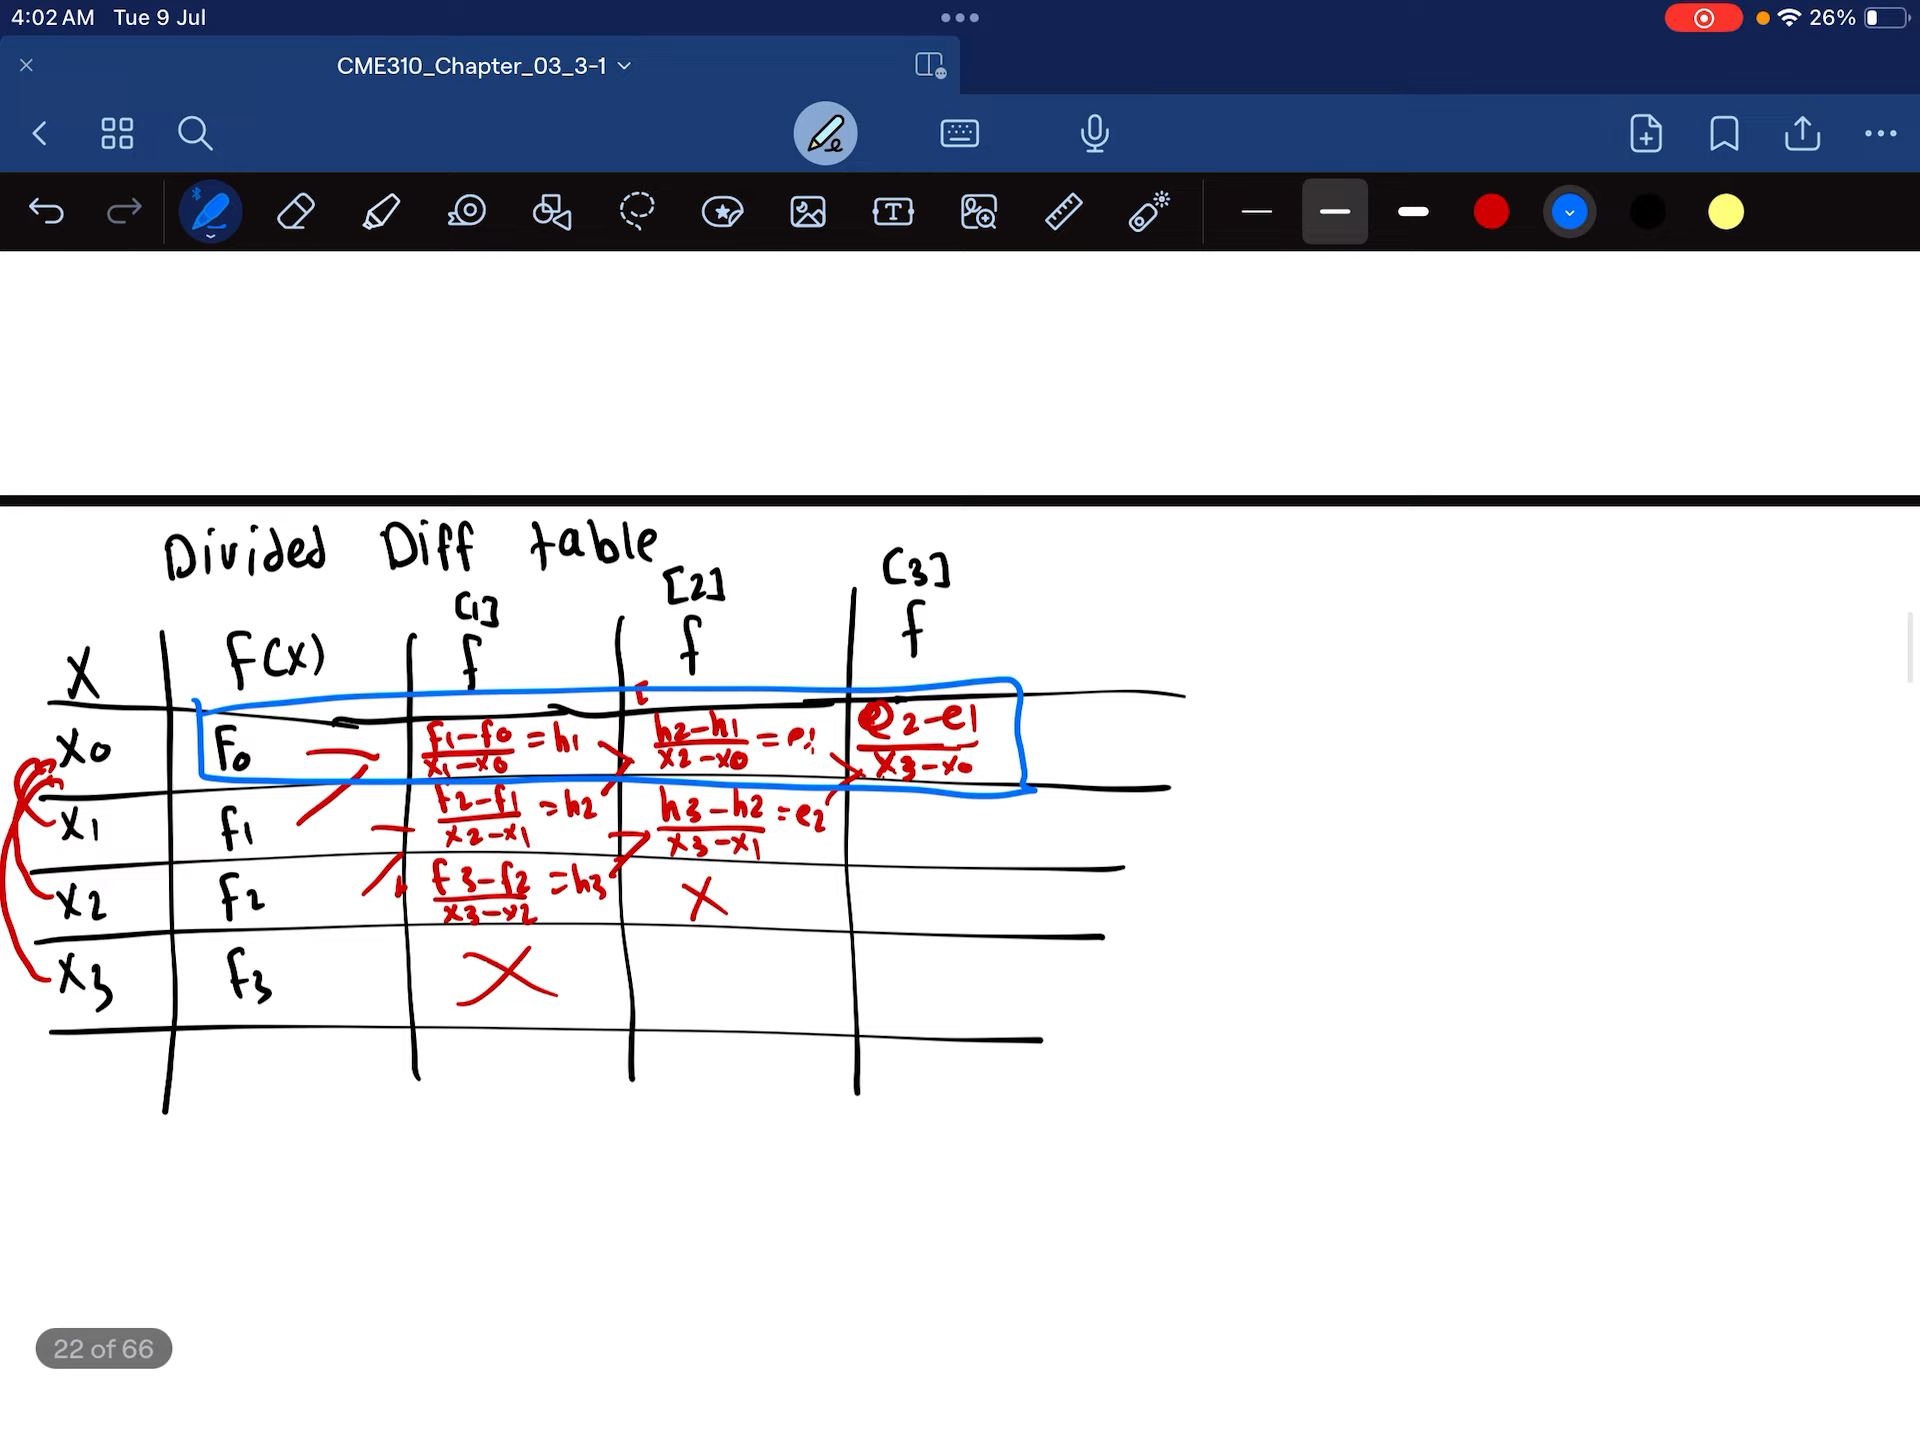 4:02 AM Tue 9 Jul
26%
CME310_Chapter_03_3-1
T
Divided Diff table
[1] [2] [3]
X F(X) f f f
X0 F0 f1-f0/x1-x0 = h1 h2-h1/x2-x0 = e1 e2-e1/x3-x0
X1 f1 f2-f1/x2-x1 = h2 h3-h2/x3-x1 = e2
X2 f2 f3-f2/x3-x2 = h3 X
X3 f3 X
22 of 66